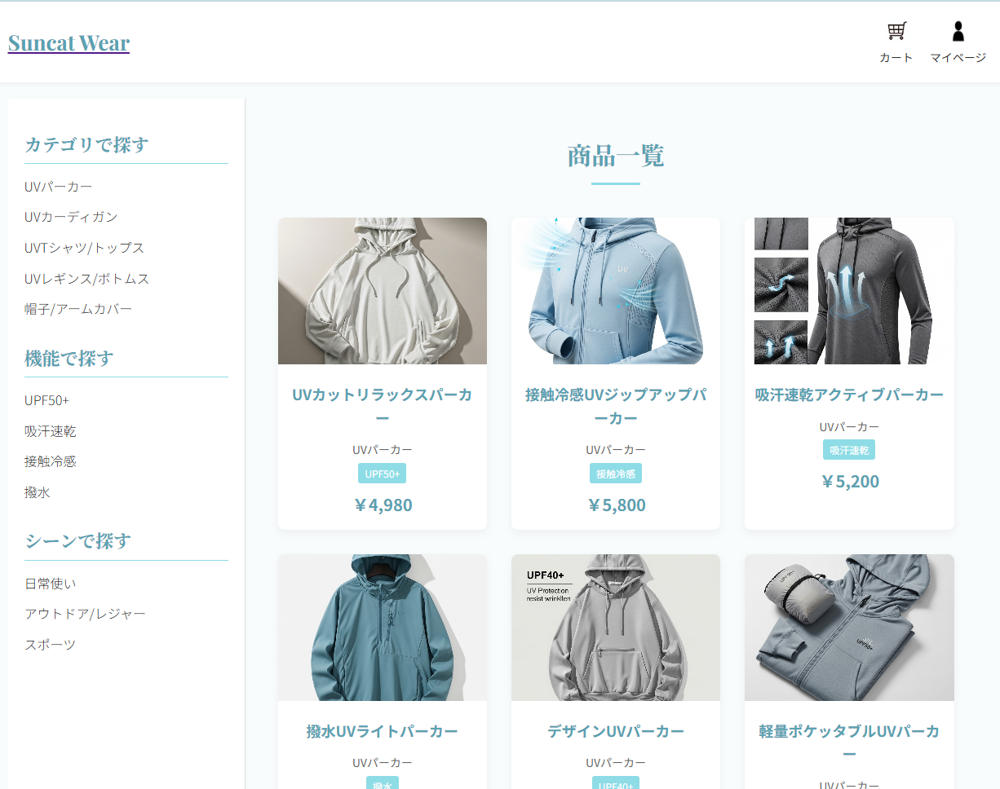 Suncat Wear
カート
マイページ
カテゴリで探す
UVパーカー
UVカーディガン
UVTシャツ/トップス
UVレギンス/ボトムス
帽子/アームカバー
機能で探す
UPF50+
吸汗速乾
接触冷感
撥水
シーンで探す
日常使い
アウトドア/レジャー
スポーツ
商品一覧
UVカットリラックスパーカ
ー
UVパーカー
UPF50+
￥4,980
UV
接触冷感UVジップアップパ
ーカー
UVパーカー
接触冷感
￥5,800
吸汗速乾アクティブパーカー
UVパーカー
吸汗速乾
￥5,200
撥水UVライトパーカー
UVパーカー
撥水
UPF40+
UV Protection
resist wrinkllen
デザインUVパーカー
UVパーカー
UPF40+
UPF50+
軽量ポケッタブルUVパーカ
ー
UVパーカー